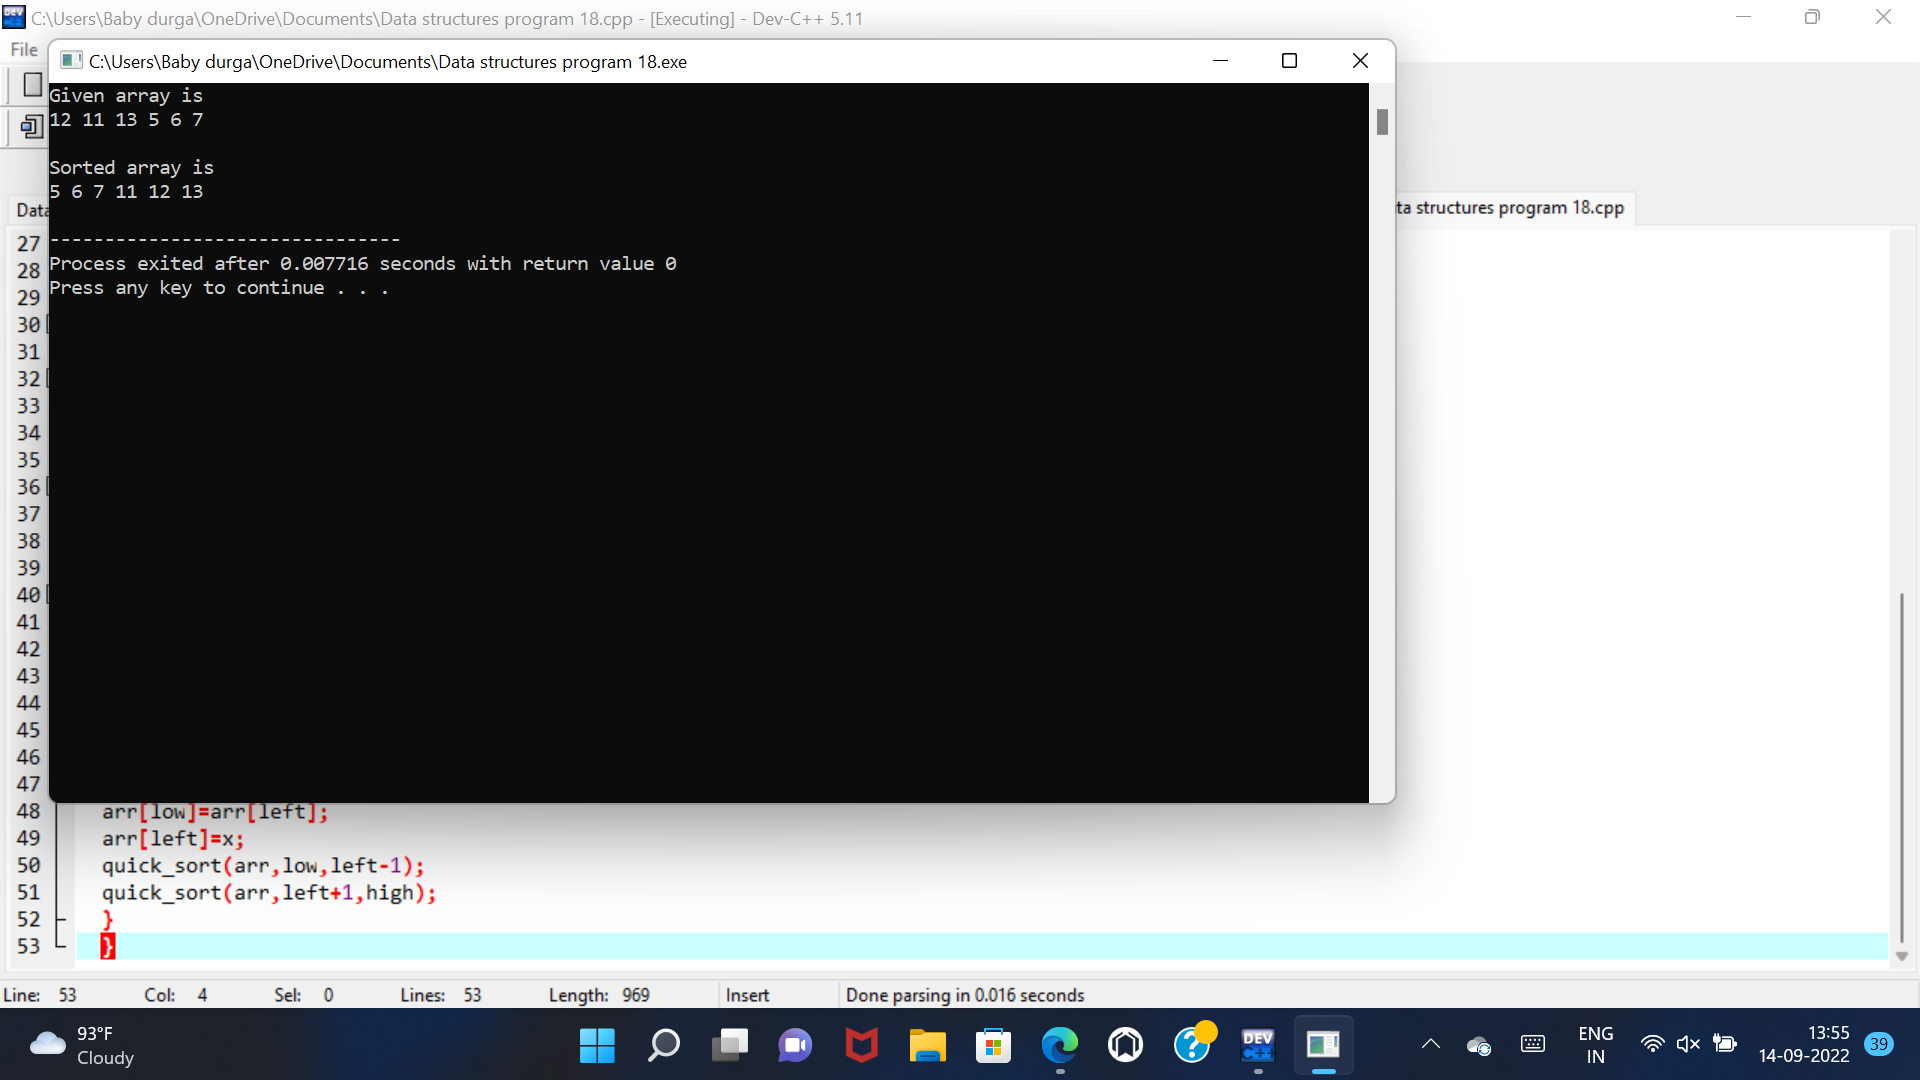 C:\Users\Baby durga\OneDrive\Documents\Data structures program 18.cpp - [Executing] - Dev-C++ 5.11
File
C:\Users\Baby durga\OneDrive\Documents\Data structures program 18.exe
Given array is
12 11 13 5 6 7
Sorted array is
5 6 7 11 12 13
--------------------------------
Process exited after 0.007716 seconds with return value 0
Press any key to continue . . .
Data
ta structures program 18.cpp
27
28
29
30
31
32
33
34
35
36
37
38
39
40
41
42
43
44
45
46
47
48 arr[low]=arr[left];
49 arr[left]=x;
50 quick_sort(arr,low,left-1);
51 quick_sort(arr,left+1,high);
52 }
53 }
Line: 53 Col: 4 Sel: 0 Lines: 53 Length: 969 Insert Done parsing in 0.016 seconds
93°F
Cloudy
DEV
C++
ENG
IN
13:55
14-09-2022
39